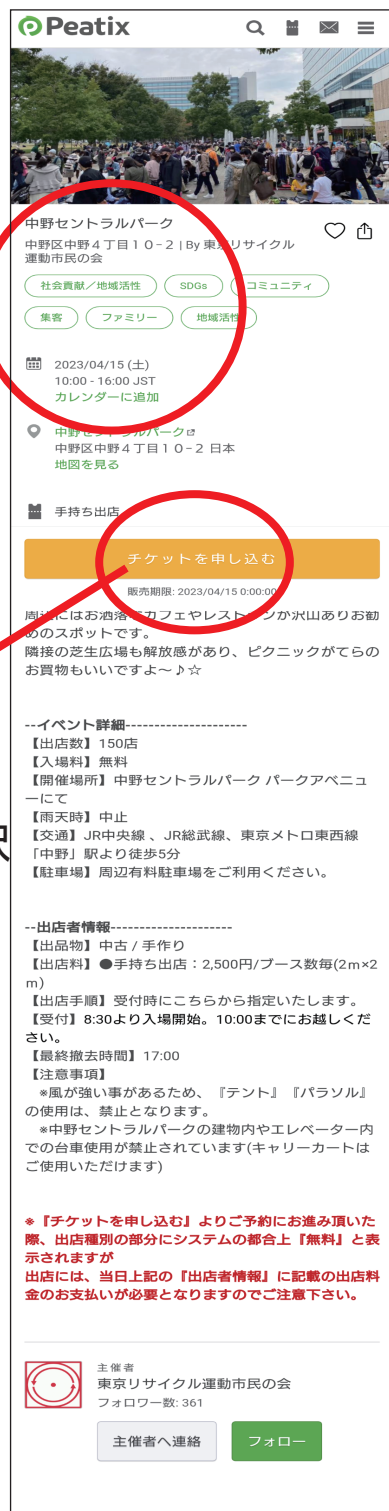 Peatix
中野セントラルパーク
中野区中野４丁目１０−２ | By 東京リサイクル
運動市民の会
社会貢献／地域活性
SDGs
コミュニティ
集客
ファミリー
地域活性
2023/04/15 (土)
10:00 - 16:00 JST
カレンダーに追加
中野セントラルパーク
中野区中野４丁目１０−２ 日本
地図を見る
手持ち出店
チケットを申し込む
販売期限: 2023/04/15 0:00:00
周辺にはお洒落なカフェやレストランが沢山ありお勧
めのスポットです。
隣接の芝生広場も解放感があり、ピクニックがてらの
お買物もいいですよ～♪☆
--イベント詳細---------------------
【出店数】150店
【入場料】無料
【開催場所】中野セントラルパーク パークアベニュ
ーにて
【雨天時】中止
【交通】JR中央線 、JR総武線、東京メトロ東西線
「中野」駅より徒歩5分
【駐車場】周辺有料駐車場をご利用ください。
--出店者情報---------------------
【出品物】中古 / 手作り
【出店料】●手持ち出店：2,500円/ブース数毎(2m×2
m)
【出店手順】受付時にこちらから指定いたします。
【受付】8:30より入場開始。10:00までにお越しくだ
さい。
【最終撤去時間】17:00
【注意事項】
※風が強い事があるため、『テント』『パラソル』
の使用は、禁止となります。
※中野セントラルパークの建物内やエレベーター内
での台車使用が禁止されています(キャリーカートは
ご使用いただけます)
※『チケットを申し込む』よりご予約にお進み頂いた
際、出店種別の部分にシステムの都合上『無料』と表
示されますが
出店には、当日上記の『出店者情報』に記載の出店料
金のお支払いが必要となりますのでご注意下さい。
主催者
東京リサイクル運動市民の会
フォロワー数: 361
主催者へ連絡
フォロー